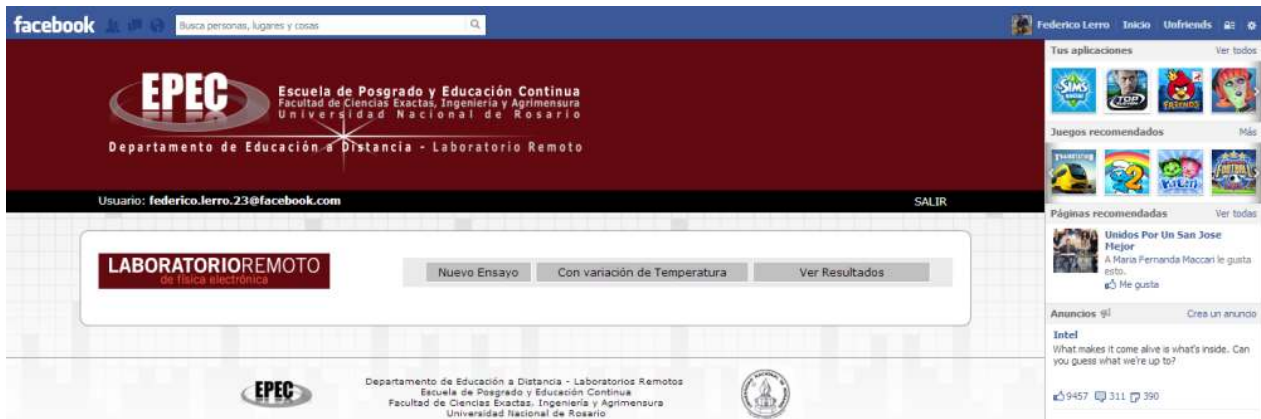 facebook
Busca personas, lugares y cosas
Federico Lerro Inicio Unfriends
EPEC
Escuela de Posgrado y Educación Continua
Facultad de Ciencias Exactas, Ingeniería y Agrimensura
Universidad Nacional de Rosario
Departamento de Educación a Distancia - Laboratorio Remoto
Usuario: federico.lerro.23@facebook.com
SALIR
LABORATORIOREMOTO
de física electrónica
Nuevo Ensayo
Con variación de Temperatura
Ver Resultados
EPEC
Departamento de Educación a Distancia - Laboratorios Remotos
Escuela de Posgrado y Educación Continua
Facultad de Ciencias Exactas. Ingeniería y Agrimensura
Universidad Nacional de Rosario
Tus aplicaciones Ver todos
SIMS
TOP
FRIENDS
Juegos recomendados Más
Páginas recomendadas Ver todas
Unidos Por Un San Jose
Mejor
A Maria Fernanda Maccari le gusta
esto.
Me gusta
Anuncios Crea un anuncio
Intel
What makes it come alive is what's inside. Can
you guess what we're up to?
9457 311 390